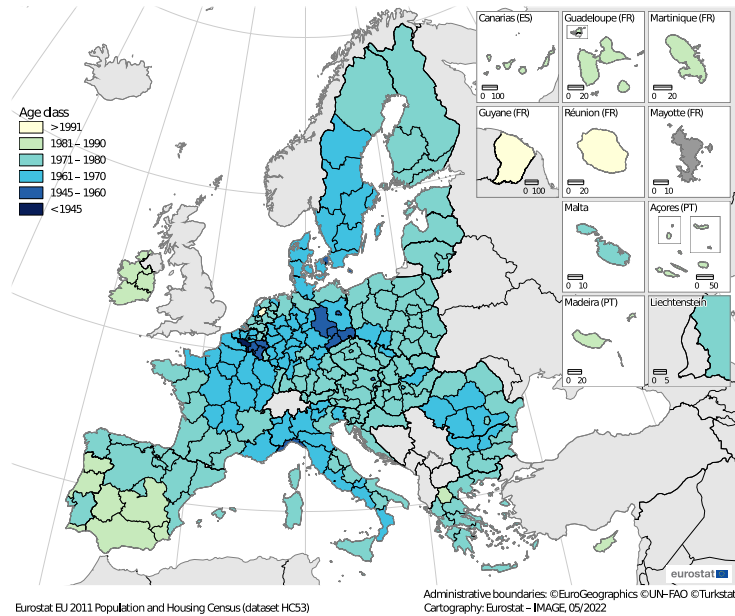 Canarias (ES)
0 100
Guadeloupe (FR)
0 20
Martinique (FR)
0 20
Age class
>1991
1981 – 1990
1971 – 1980
1961 – 1970
1945 – 1960
<1945
Guyane (FR)
0 100
Réunion (FR)
0 20
Mayotte (FR)
0 10
Malta
0 10
Açores (PT)
0 50
Madeira (PT)
0 20
Liechtenstein
0 5
eurostat
Administrative boundaries: ©EuroGeographics ©UN–FAO ©Turkstat
Eurostat EU 2011 Population and Housing Census (dataset HC53)
Cartography: Eurostat – IMAGE, 05/2022